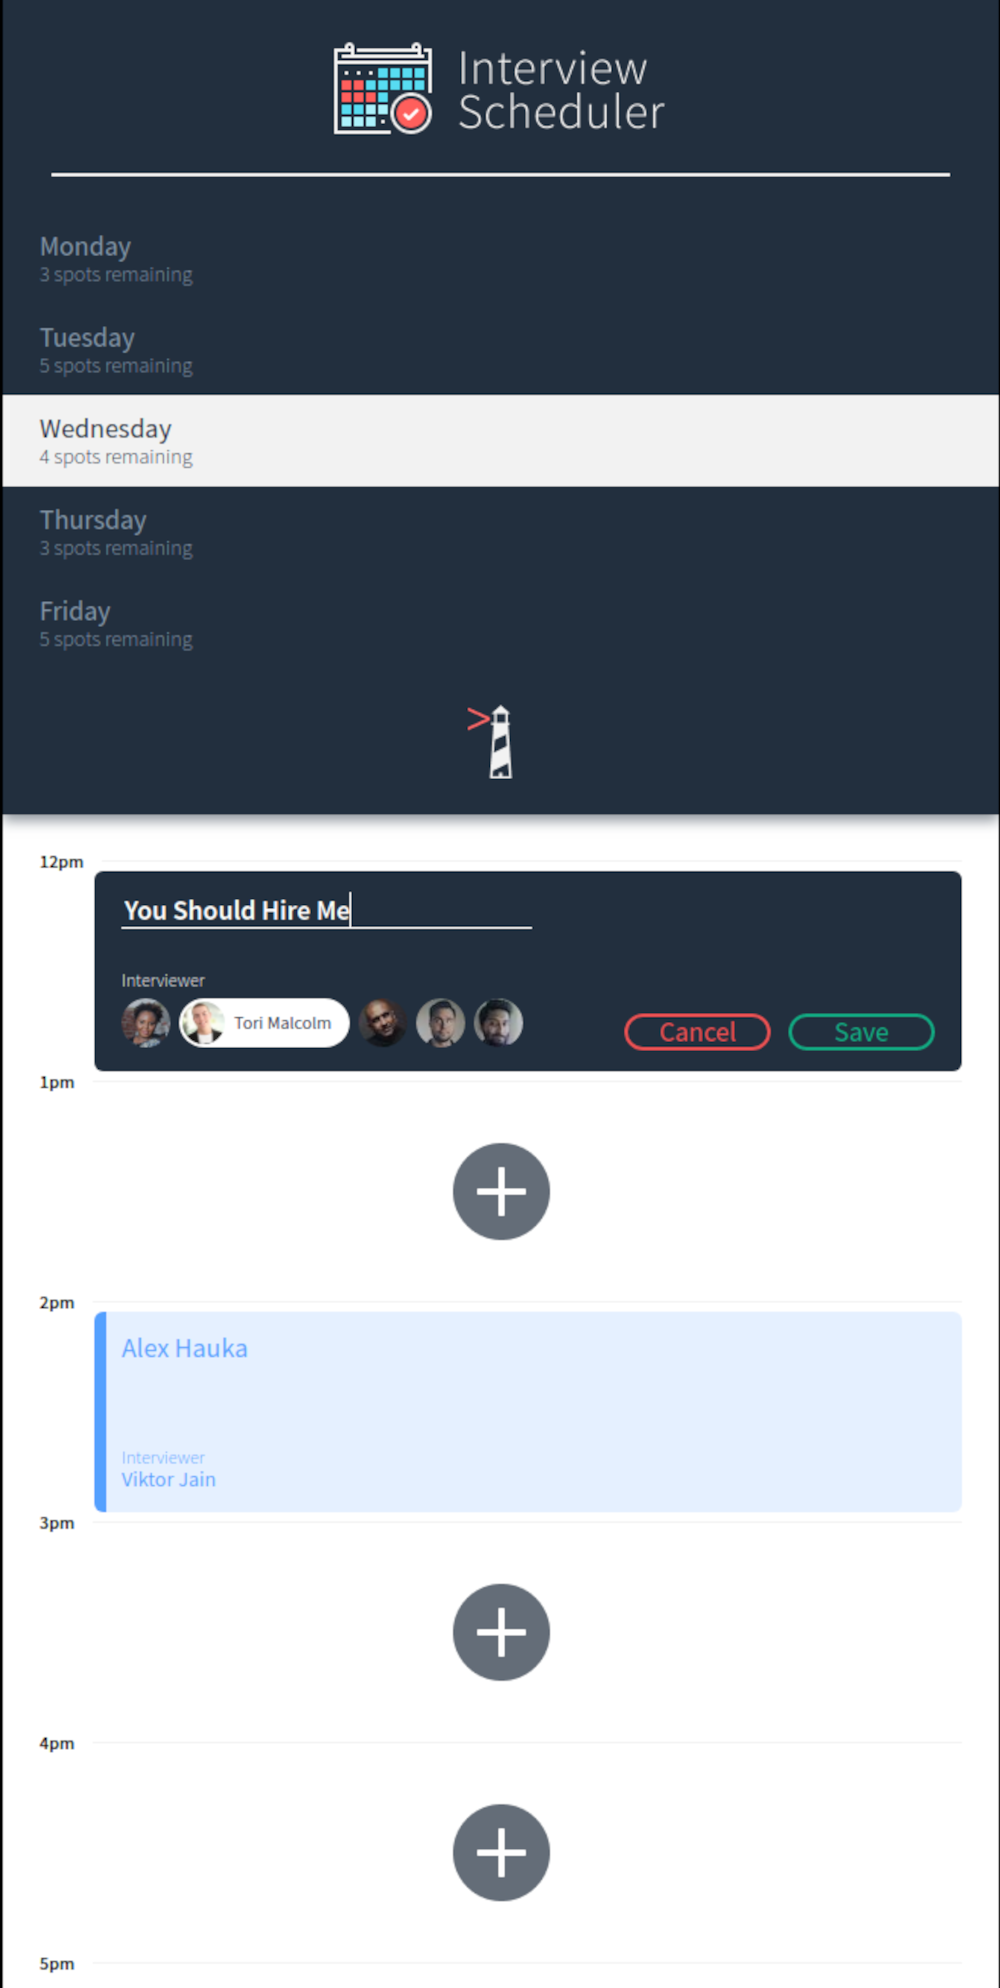 Interview
Scheduler
Monday
3 spots remaining
Tuesday
5 spots remaining
Wednesday
4 spots remaining
Thursday
3 spots remaining
Friday
5 spots remaining
12pm
You Should Hire Me
Interviewer
Tori Malcolm
Cancel
Save
1pm
2pm
Alex Hauka
Interviewer
Viktor Jain
3pm
4pm
5pm